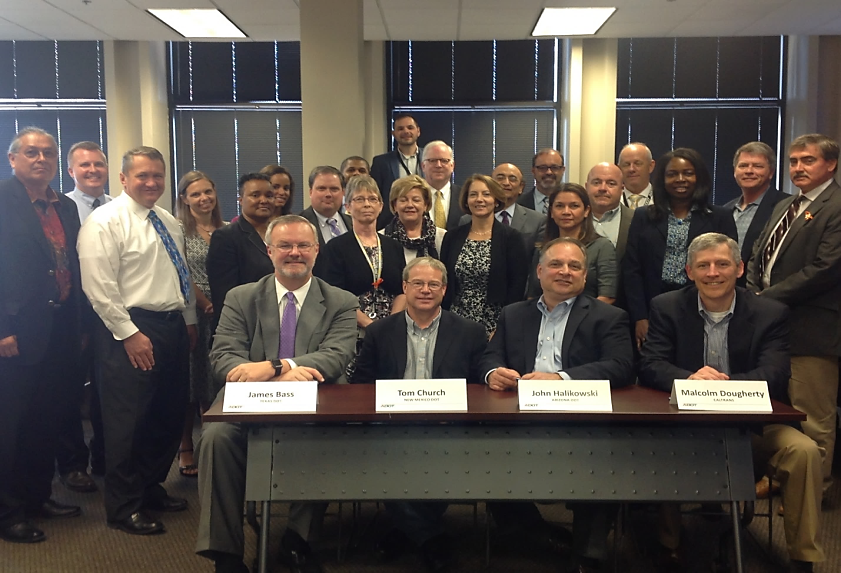 James Bass
TEXAS DOT
Tom Church
NEW MEXICO DOT
John Halikowski
ARIZONA DOT
Malcolm Dougherty
CALTRANS